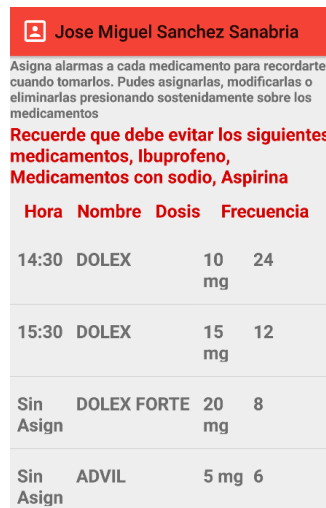 Jose Miguel Sanchez Sanabria
Asigna alarmas a cada medicamento para recordarte
cuando tomarlos. Pudes asignarlas, modificarlas o
eliminarlas presionando sostenidamente sobre los
medicamentos
Recuerde que debe evitar los siguientes
medicamentos, Ibuprofeno,
Medicamentos con sodio, Aspirina
Hora Nombre Dosis Frecuencia
14:30 DOLEX 10 24
mg
15:30 DOLEX 15 12
mg
Sin DOLEX FORTE 20 8
Asign mg
Sin ADVIL 5 mg 6
Asign